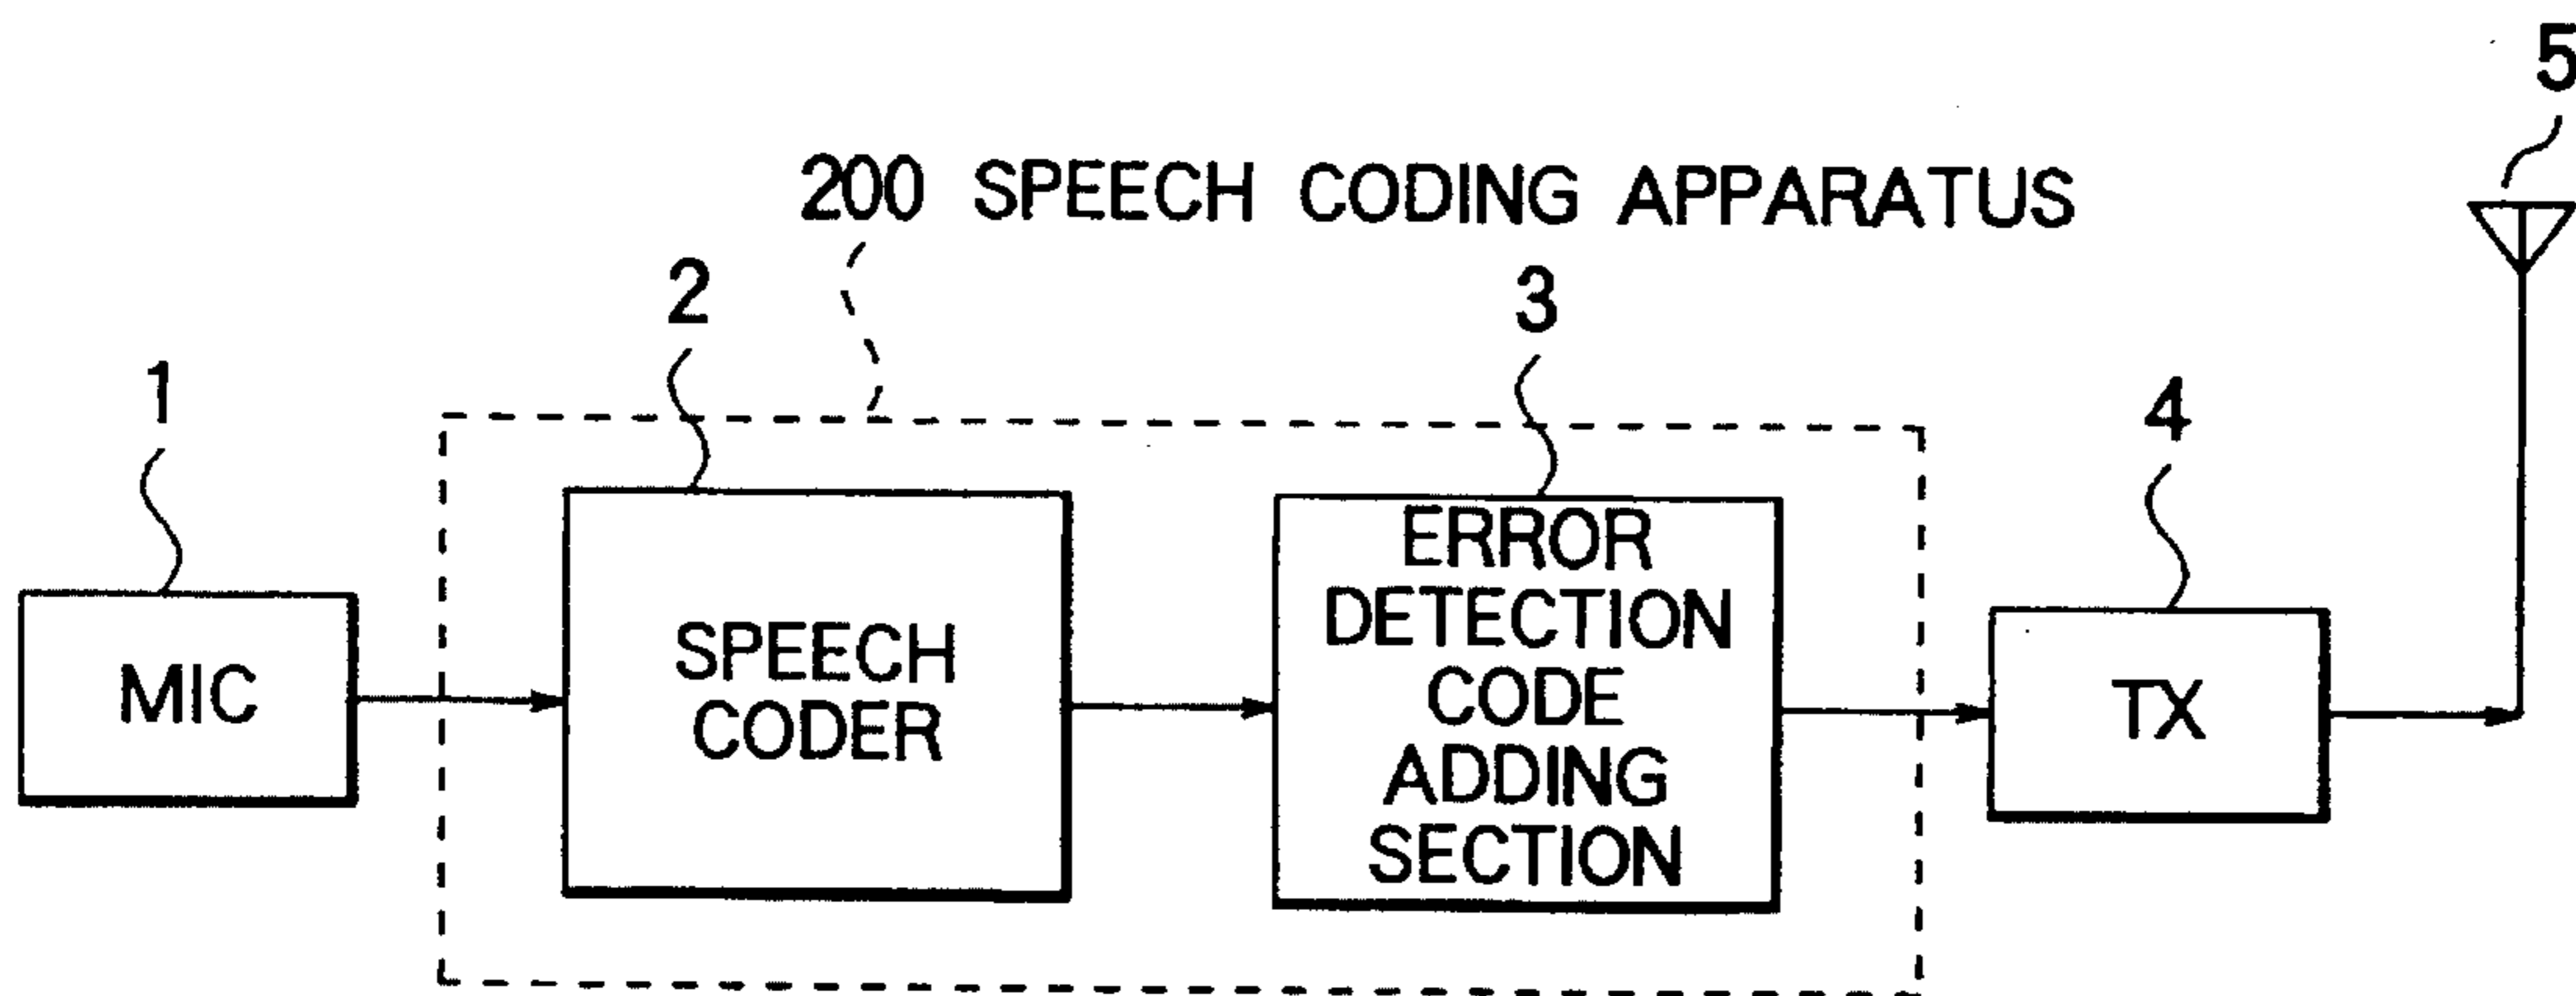 5
200 SPEECH CODING APPARATUS
2
3
1
4
MIC
SPEECH
CODER
ERROR
DETECTION
CODE
ADDING
SECTION
TX